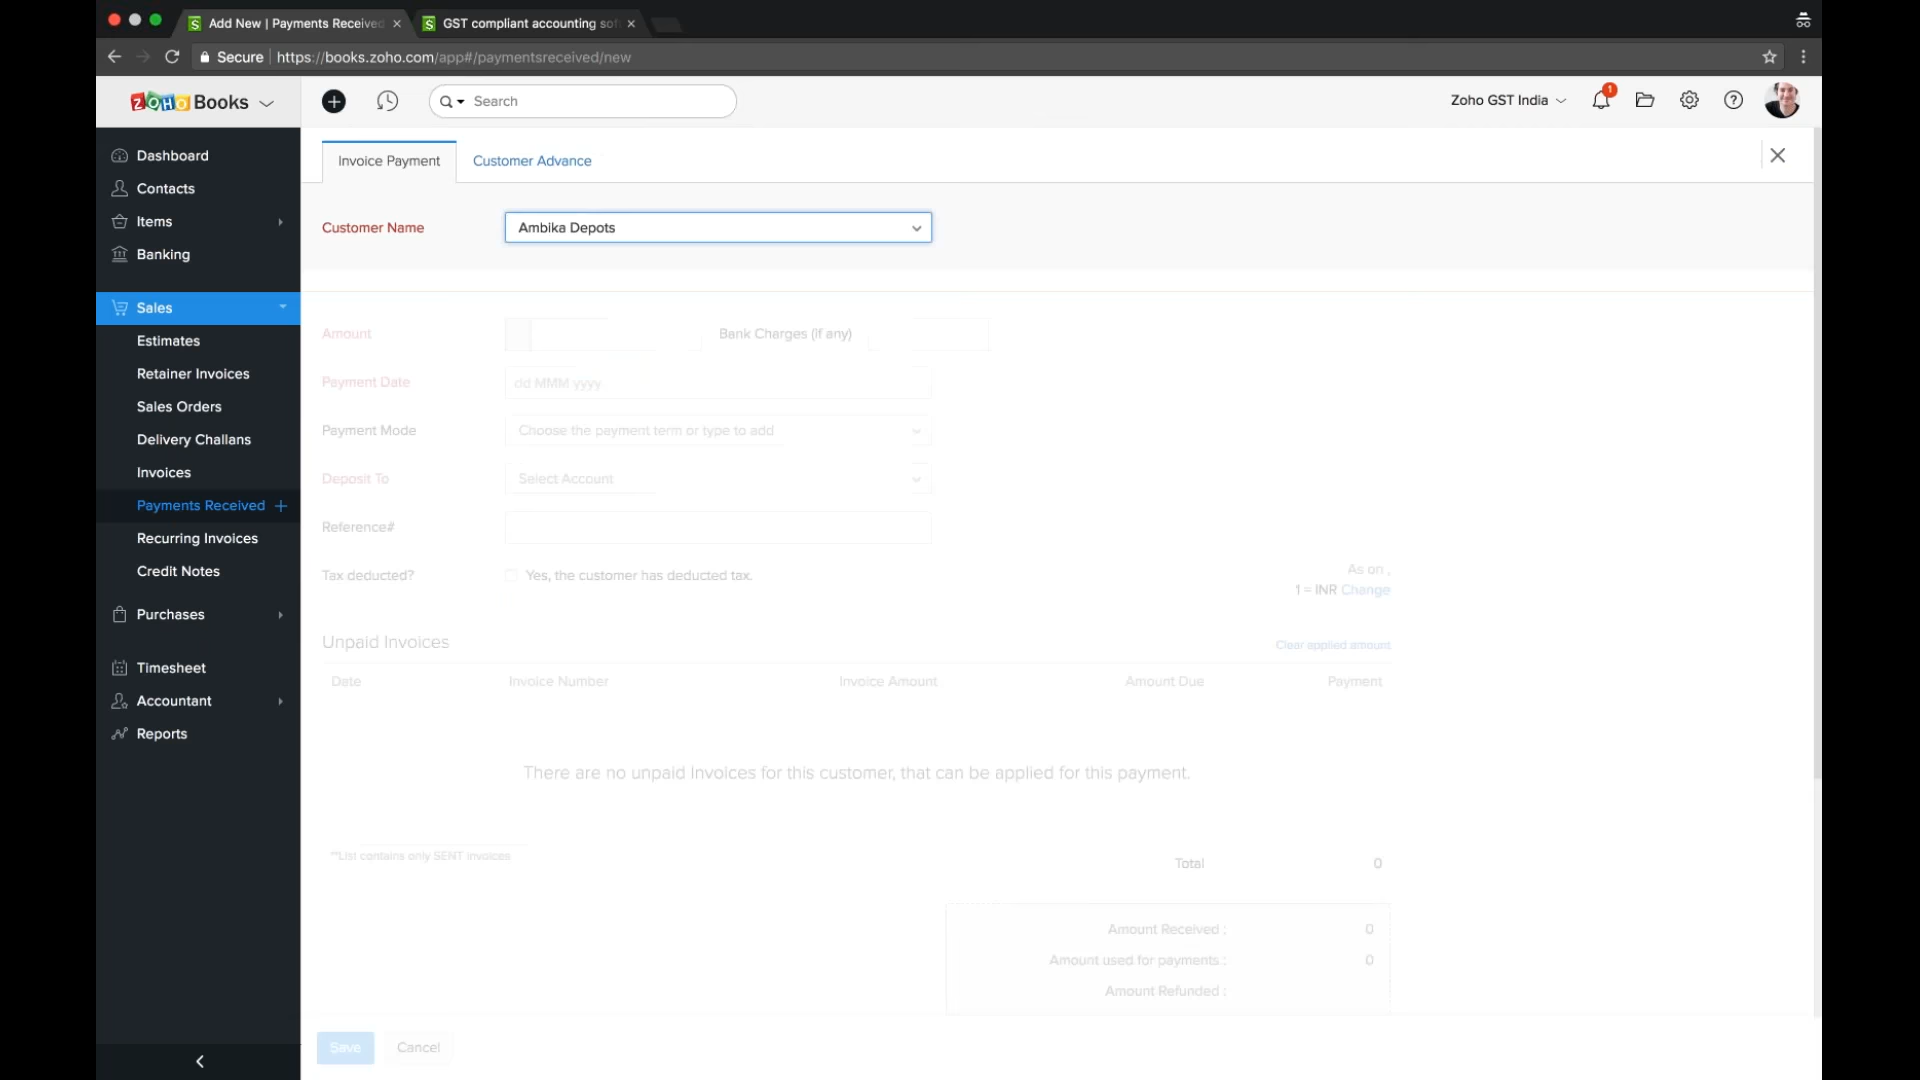 Add New | Payments Received
GST compliant accounting sof
Secure https://books.zoho.com/app#/paymentsreceived/new
ZOHO Books
Search
Zoho GST India
1
Dashboard
Contacts
Items
Banking
Sales
Estimates
Retainer Invoices
Sales Orders
Delivery Challans
Invoices
Payments Received
Recurring Invoices
Credit Notes
Purchases
Timesheet
Accountant
Reports
Invoice Payment
Customer Advance
Customer Name
Ambika Depots
Amount
Bank Charges (if any)
Payment Date
dd MMM yyyy
Payment Mode
Choose the payment term or type to add
Deposit To
Select Account
Reference#
Tax deducted?
Yes, the customer has deducted tax.
As on ,
1 = INR Change
Unpaid Invoices
Clear applied amount
Date Invoice Number Invoice Amount Amount Due Payment
There are no unpaid invoices for this customer, that can be applied for this payment.
**List contains only SENT invoices
Total 0
Amount Received : 0
Amount used for payments : 0
Amount Refunded :
Save
Cancel